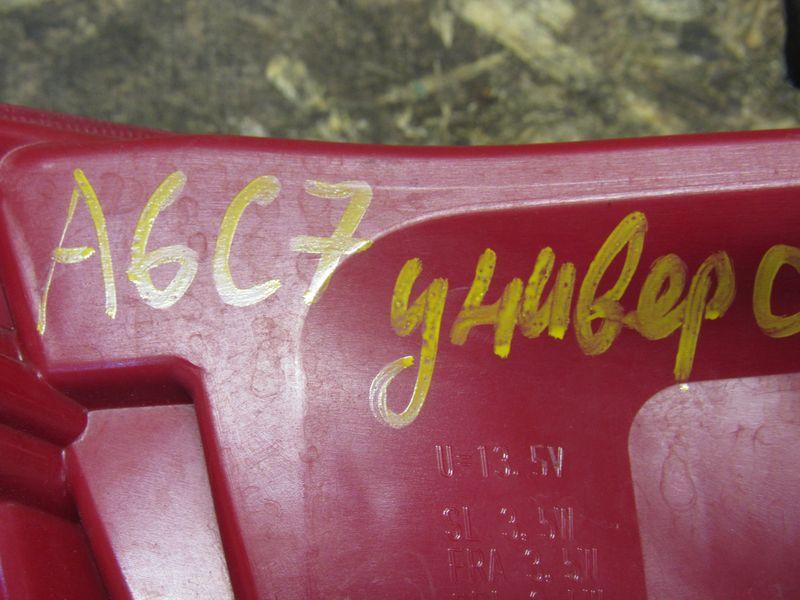 A6C7
универс
U=13.5V
SL 3.5W
FRA 3.5W